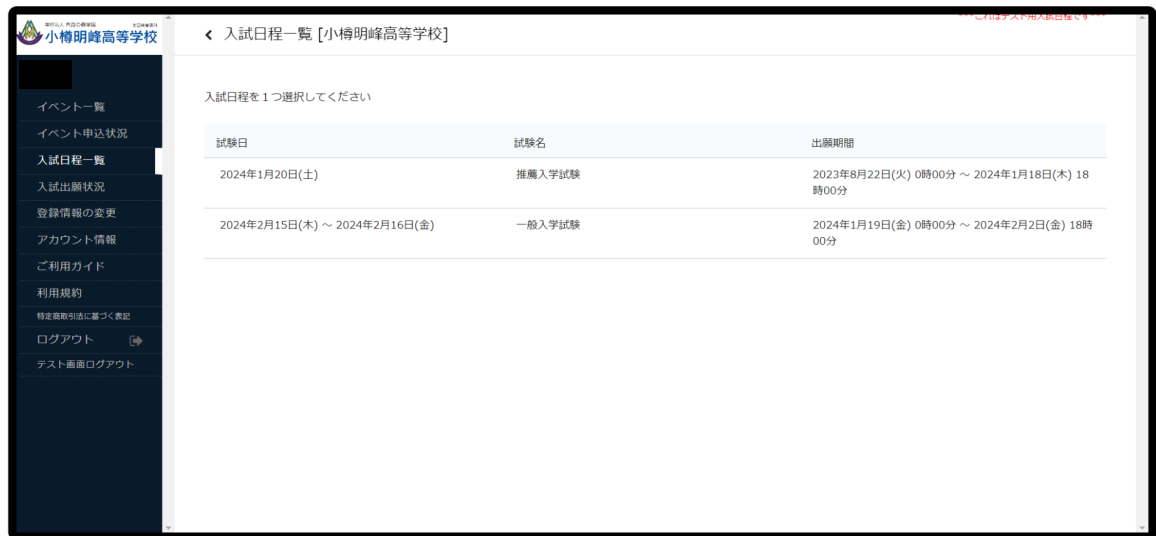 小樽明峰高等学校
入試日程一覧 [小樽明峰高等学校]
イベント一覧
イベント申込状況
入試日程一覧
入試出願状況
登録情報の変更
アカウント情報
ご利用ガイド
利用規約
特定商取引法に基づく表記
ログアウト
テスト画面ログアウト
入試日程を1つ選択してください
試験日 試験名 出願期間
2024年1月20日(土) 推薦入学試験 2023年8月22日(火) 0時00分 ~ 2024年1月18日(木) 18
時00分
2024年2月15日(木) ~ 2024年2月16日(金) 一般入学試験 2024年1月19日(金) 0時00分 ~ 2024年2月2日(金) 18時
00分